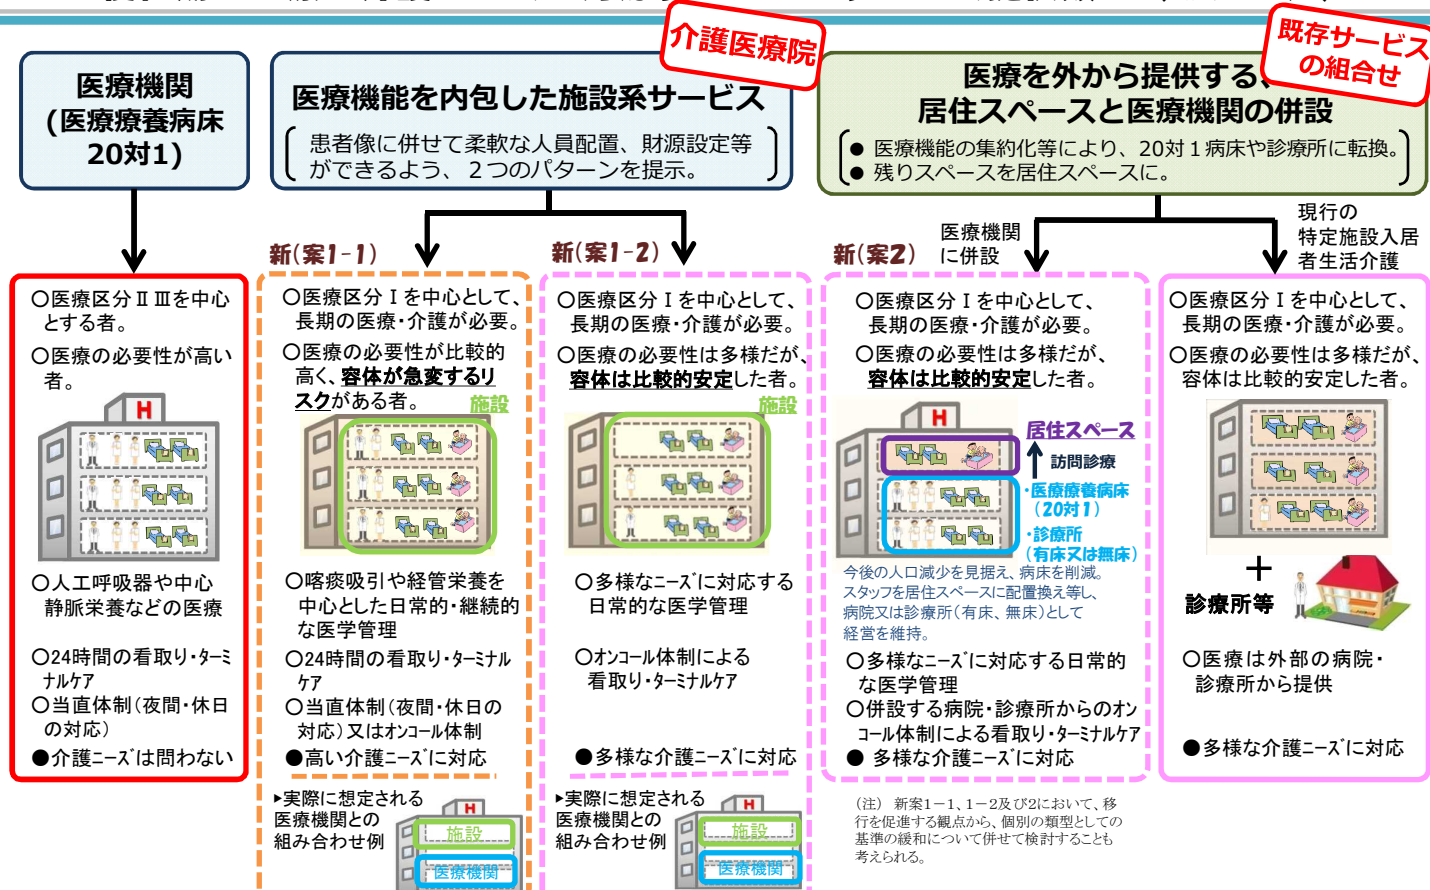 介護医療院
既存サービス
の組合せ
医療機関
(医療療養病床
20対1)
医療機能を内包した施設系サービス
患者像に併せて柔軟な人員配置、財源設定等
ができるよう、２つのパターンを提示。
医療を外から提供する、
居住スペースと医療機関の併設
● 医療機能の集約化等により、20対１病床や診療所に転換。
● 残りスペースを居住スペースに。
新(案1-1)
新(案1-2)
新(案2)
医療機関
に併設
現行の
特定施設入居
者生活介護
○医療区分ⅡⅢを中心
とする者。
○医療の必要性が高い
者。
H
○人工呼吸器や中心
静脈栄養などの医療
○24時間の看取り・ターミ
ナルケア
○当直体制(夜間・休日
の対応)
●介護ニーズは問わない
○医療区分Ⅰを中心として、
長期の医療・介護が必要。
○医療の必要性が比較的
高く、容体が急変するリ
スクがある者。
施設
○喀痰吸引や経管栄養を
中心とした日常的・継続的
な医学管理
○24時間の看取り・ターミナル
ケア
○当直体制(夜間・休日の
対応)又はオンコール体制
●高い介護ニーズに対応
▶実際に想定される
医療機関との
組み合わせ例
H
施設
医療機関
○医療区分Ⅰを中心として、
長期の医療・介護が必要。
○医療の必要性は多様だが、
容体は比較的安定した者。
施設
○多様なニーズに対応する
日常的な医学管理
○オンコール体制による
看取り・ターミナルケア
●多様な介護ニーズに対応
▶実際に想定される
医療機関との
組み合わせ例
H
施設
医療機関
○医療区分Ⅰを中心として、
長期の医療・介護が必要。
○医療の必要性は多様だが、
容体は比較的安定した者。
H
居住スペース
訪問診療
・医療療養病床
(20対1)
・診療所
(有床又は無床)
今後の人口減少を見据え、病床を削減。
スタッフを居住スペースに配置換え等し、
病院又は診療所(有床、無床)として
経営を維持。
○多様なニーズに対応する日常的
な医学管理
○併設する病院・診療所からのオン
コール体制による看取り・ターミナルケア
● 多様な介護ニーズに対応
（注） 新案1－1、1－2及び2において、移
行を促進する観点から、個別の類型としての
基準の緩和について併せて検討することも
考えられる。
○医療区分Ⅰを中心として、
長期の医療・介護が必要。
○医療の必要性は多様だが、
容体は比較的安定した者。
＋
診療所等
○医療は外部の病院・
診療所から提供
●多様な介護ニーズに対応